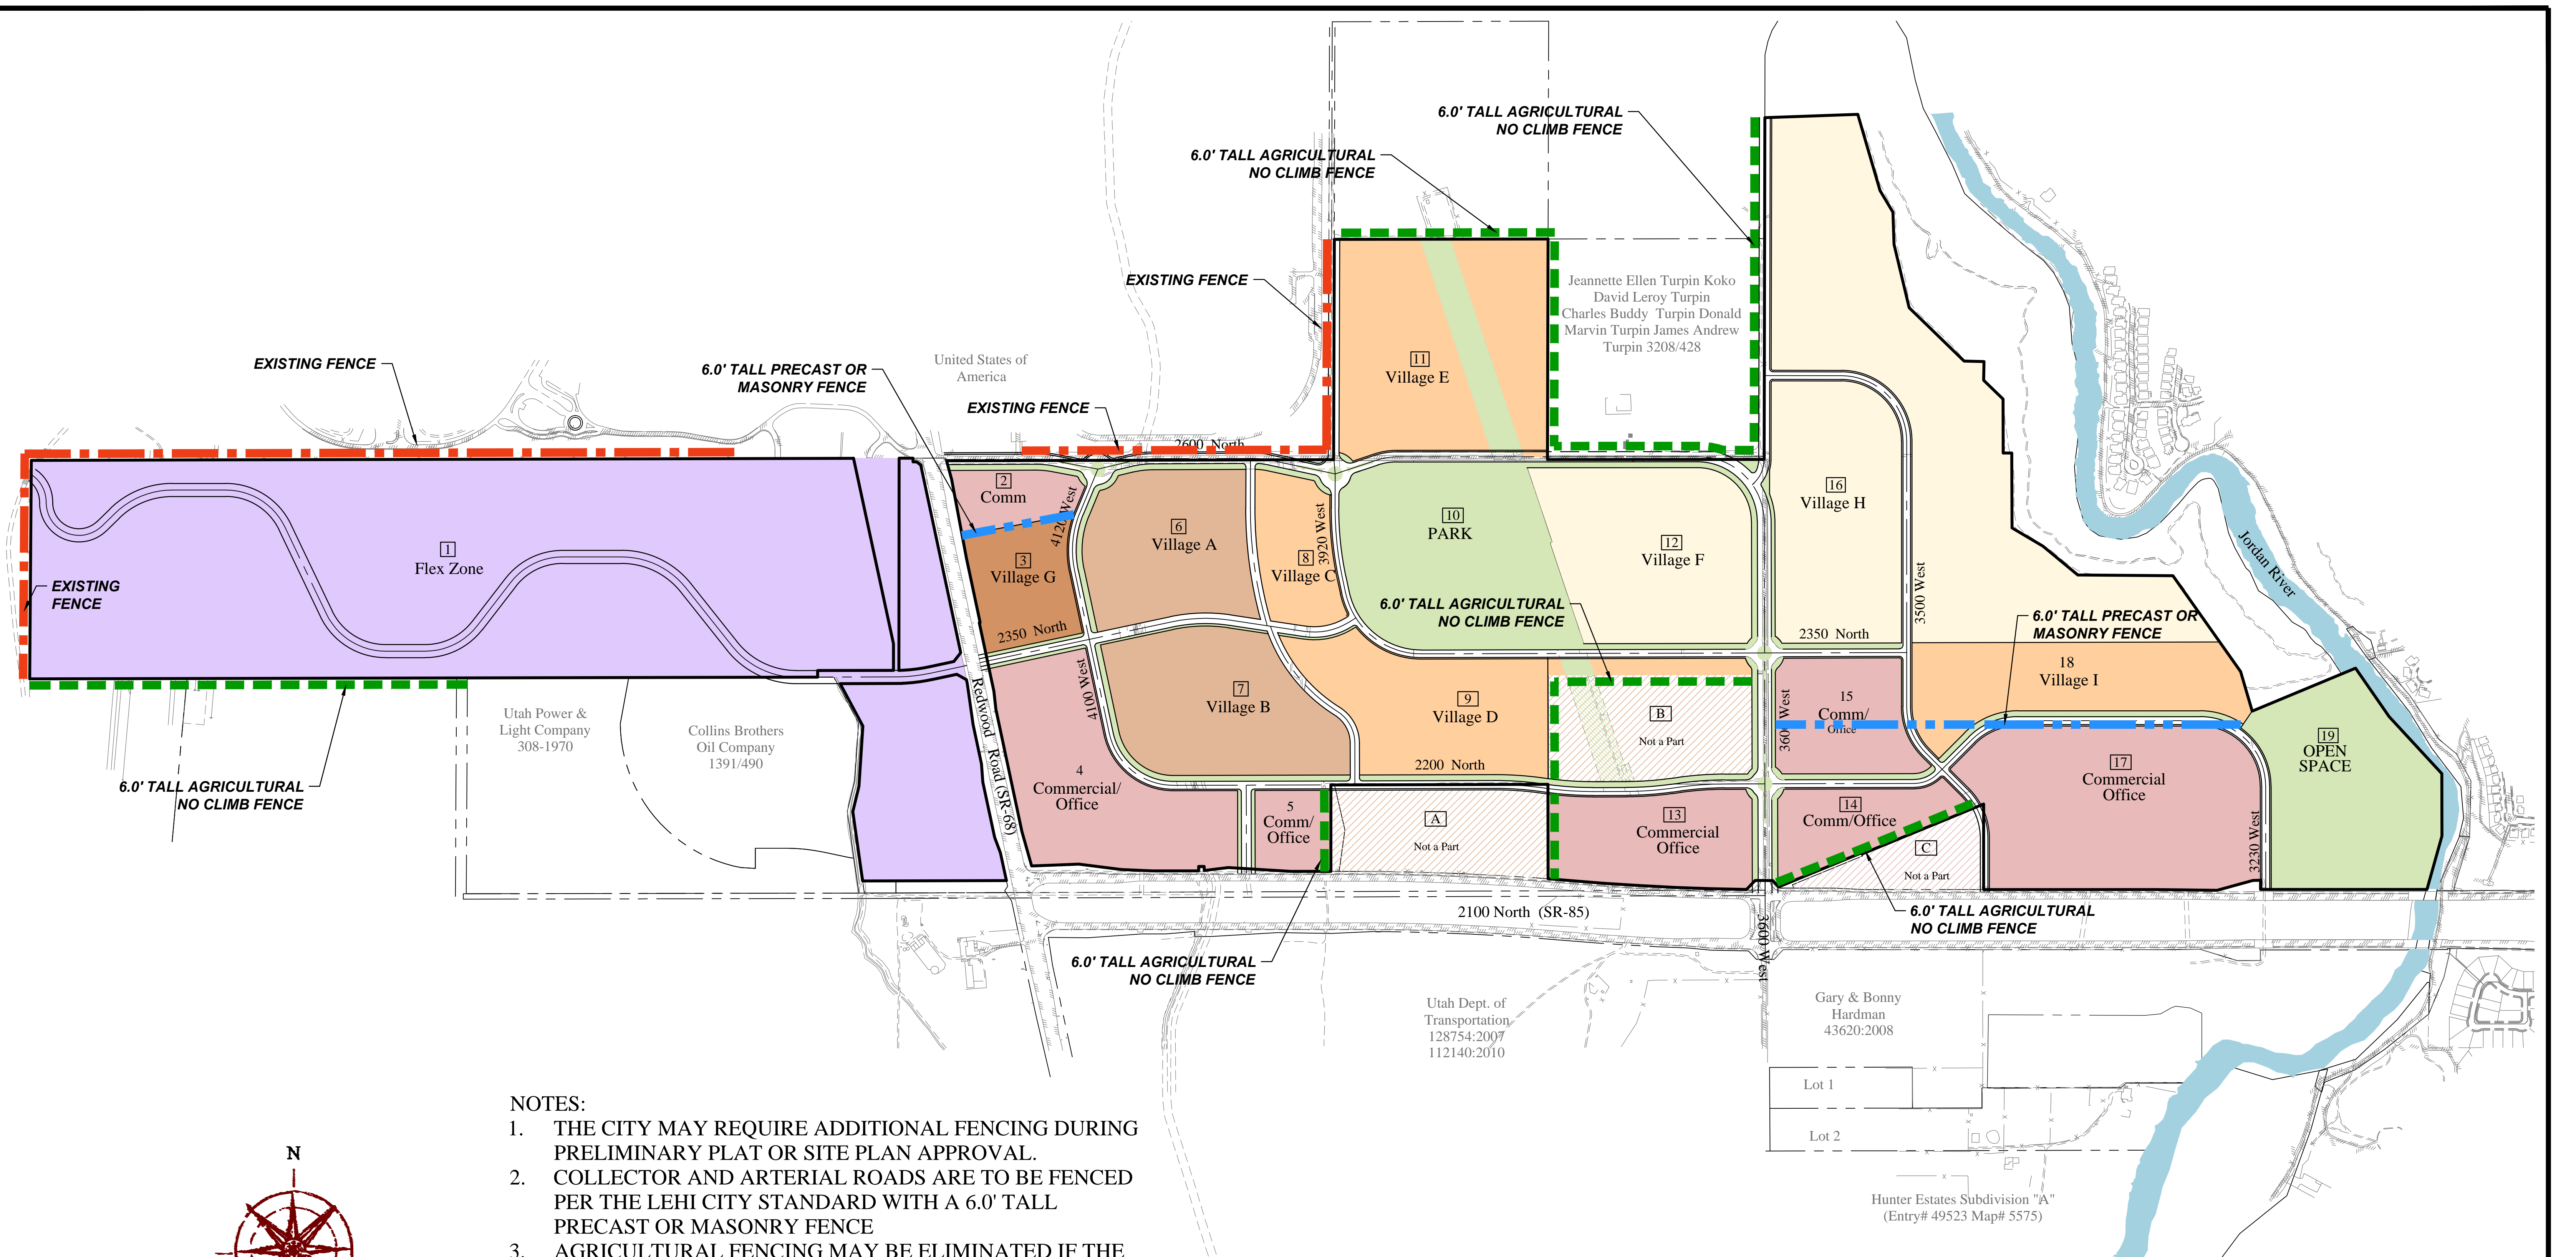 6.0' TALL AGRICULTURAL
NO CLIMB FENCE
6.0' TALL AGRICULTURAL
NO CLIMB FENCE
EXISTING FENCE
Jeannette Ellen Turpin Koko
David Leroy Turpin
Charles Buddy Turpin Donald
Marvin Turpin James Andrew
Turpin 3208/428
EXISTING FENCE
6.0' TALL PRECAST OR
MASONRY FENCE
United States of
America
EXISTING FENCE
11
Village E
2600 North
2
Comm
4120 West
6
Village A
3920 West
10
PARK
16
Village H
1
Flex Zone
3
Village G
8
Village C
12
Village F
Jordan River
EXISTING
FENCE
6.0' TALL AGRICULTURAL
NO CLIMB FENCE
3500 West
6.0' TALL PRECAST OR
MASONRY FENCE
2350 North
2350 North
18
Village I
4100 West
7
Village B
9
Village D
B
Not a Part
3600 West
15
Comm/
Office
Redwood Road (SR-68)
Utah Power &
Light Company
308-1970
Collins Brothers
Oil Company
1391/490
19
OPEN
SPACE
4
Commercial/
Office
2200 North
17
Commercial
Office
6.0' TALL AGRICULTURAL
NO CLIMB FENCE
5
Comm/
Office
A
Not a Part
13
Commercial
Office
14
Comm/Office
C
Not a Part
3230 West
2100 North (SR-85)
3600 West
6.0' TALL AGRICULTURAL
NO CLIMB FENCE
6.0' TALL AGRICULTURAL
NO CLIMB FENCE
Utah Dept. of
Transportation
128754:2007
112140:2010
Gary & Bonny
Hardman
43620:2008
Lot 1
Lot 2
Hunter Estates Subdivision "A"
(Entry# 49523 Map# 5575)
N
NOTES:
1. THE CITY MAY REQUIRE ADDITIONAL FENCING DURING
PRELIMINARY PLAT OR SITE PLAN APPROVAL.
2. COLLECTOR AND ARTERIAL ROADS ARE TO BE FENCED
PER THE LEHI CITY STANDARD WITH A 6.0' TALL
PRECAST OR MASONRY FENCE
3. AGRICULTURAL FENCING MAY BE ELIMINATED IF THE